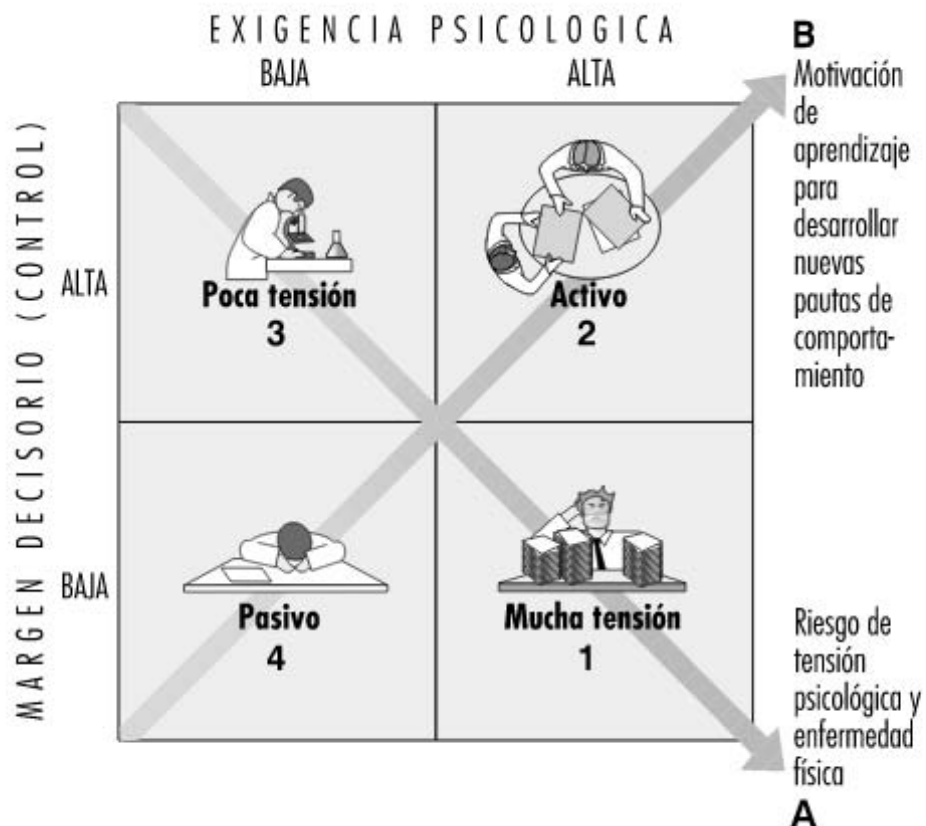 EXIGENCIA PSICOLOGICA
BAJA
ALTA
MARGEN DECISORIO (CONTROL)
ALTA
BAJA
Poca tensión
3
Activo
2
Pasivo
4
Mucha tensión
1
B
Motivación
de
aprendizaje
para
desarrollar
nuevas
pautas de
comporta-
miento
Riesgo de
tensión
psicológica y
enfermedad
física
A